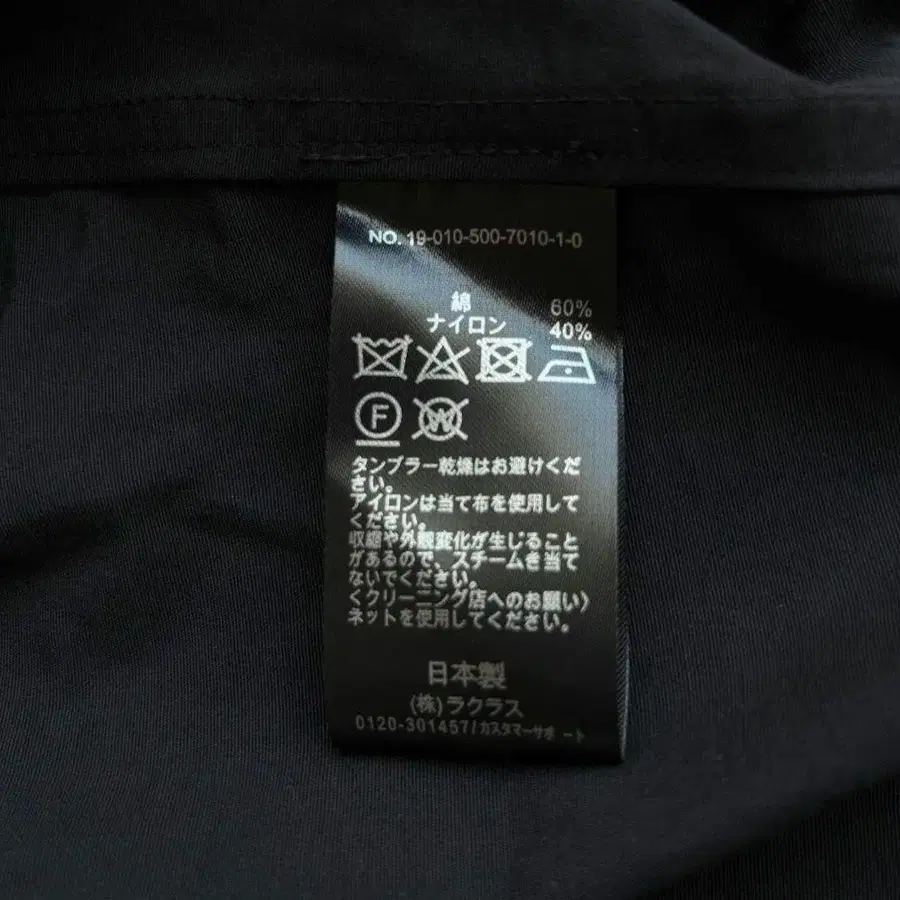 NO. 19-010-500-7010-1-0
綿 60%
ナイロン 40%
F W
タンブラー乾燥はお避けくだ
さい。
アイロンは当て布を使用して
ください。
収縮や外観変化が生じること
があるので、スチームを当て
ないでください。
〈クリーニング店へのお願い〉
ネットを使用してください。
日本製
(株)ラクラス
0120-301457/カスタマーサポート